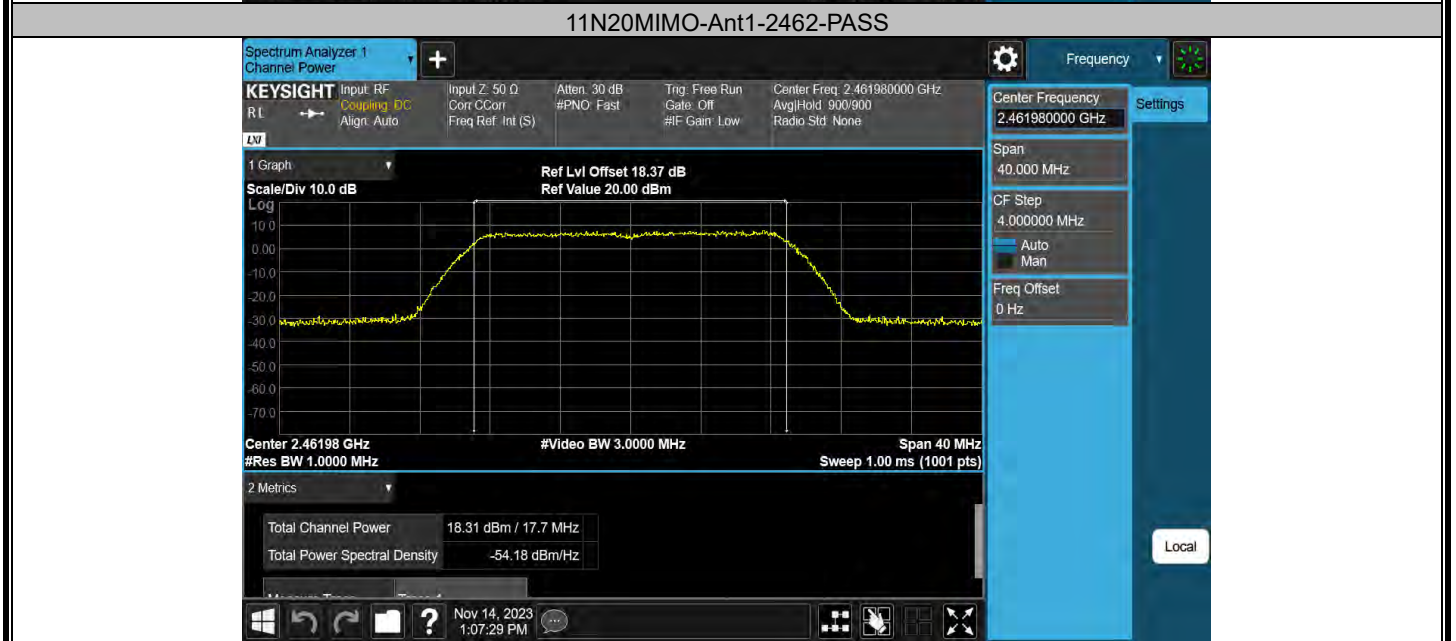 11N20MIMO-Ant1-2462-PASS
Spectrum Analyzer 1
Channel Power
+
Frequency
KEYSIGHT
RL
LXI
Input: RF
Coupling: DC
Align: Auto
Input Z: 50 Ω
Corr CCorr
Freq Ref: Int (S)
Atten: 30 dB
#PNO: Fast
Trig: Free Run
Gate: Off
#IF Gain: Low
Center Freq: 2.461980000 GHz
Avg|Hold: 900/900
Radio Std: None
Center Frequency
2.461980000 GHz
Settings
Span
40.000 MHz
CF Step
4.000000 MHz
Auto
Man
Freq Offset
0 Hz
1 Graph
Scale/Div 10.0 dB
Ref Lvl Offset 18.37 dB
Ref Value 20.00 dBm
Log
10.0
0.00
-10.0
-20.0
-30.0
-40.0
-50.0
-60.0
-70.0
Center 2.46198 GHz
#Video BW 3.0000 MHz
Span 40 MHz
#Res BW 1.0000 MHz
Sweep 1.00 ms (1001 pts)
2 Metrics
Total Channel Power 18.31 dBm / 17.7 MHz
Total Power Spectral Density -54.18 dBm/Hz
Local
?
Nov 14, 2023
1:07:29 PM